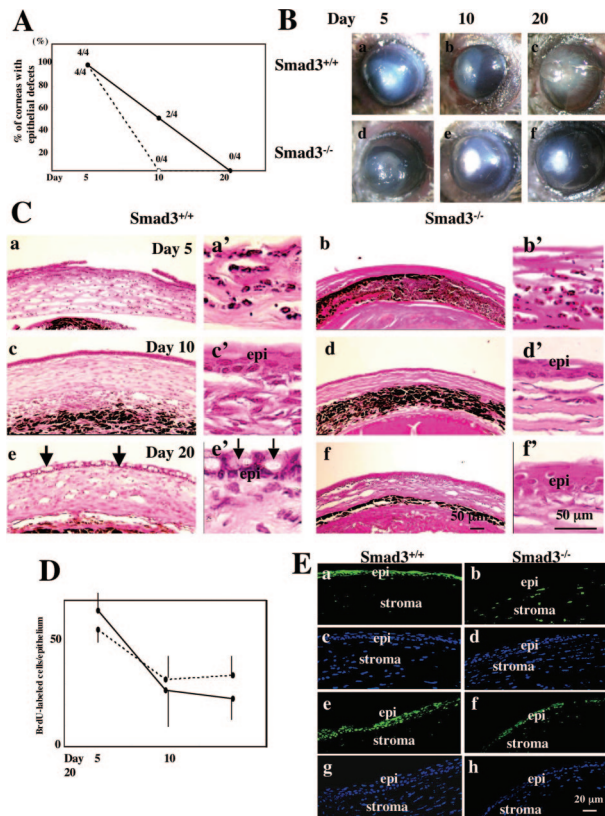 A
(%)
100
80
60
40
20
% of corneas with
epithelial defcets
4/4
4/4
2/4
0/4
0/4
Day
5
10
20
B
Day 5 10 20
Smad3+/+
a b c
Smad3-/-
d e f
C
Smad3+/+ Smad3-/-
a Day 5 a' b b'
c Day 10 c' epi d d' epi
e Day 20 e' epi f 50 µm f' 50 µm
D
BrdU-labeled cells/epithelium
50
0
Day 5 10
20
E
Smad3+/+ Smad3-/-
a epi stroma
b epi stroma
c epi stroma
d epi stroma
e epi stroma
f epi stroma
g epi stroma
h epi stroma 20 µm